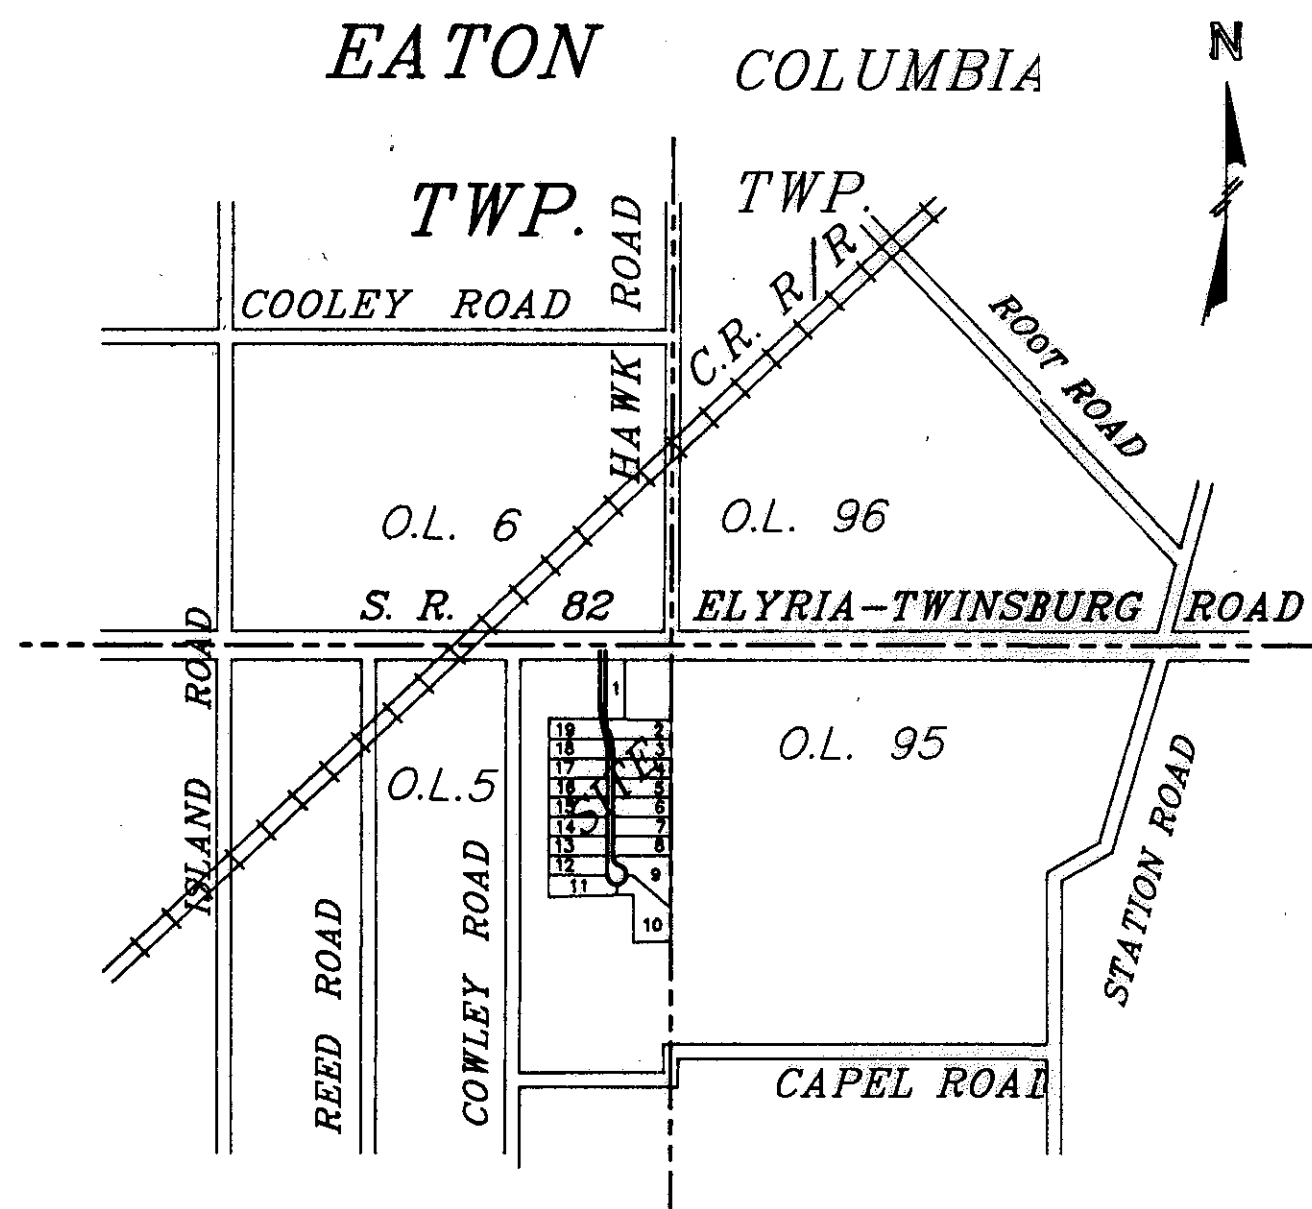 EATON
COLUMBIA
N
TWP.
TWP.
COOLEY ROAD
HAWK ROAD
C.R. R/R
ROOT ROAD
O.L. 6
O.L. 96
S. R. 82
ELYRIA-TWINSBURG ROAD
ISLAND ROAD
1
19 2
18 3
17 4
16 5
15 6
14 7
13 8
12 9
11
10
SITE
O.L. 5
O.L. 95
REED ROAD
COWLEY ROAD
STATION ROAD
CAPEL ROAD